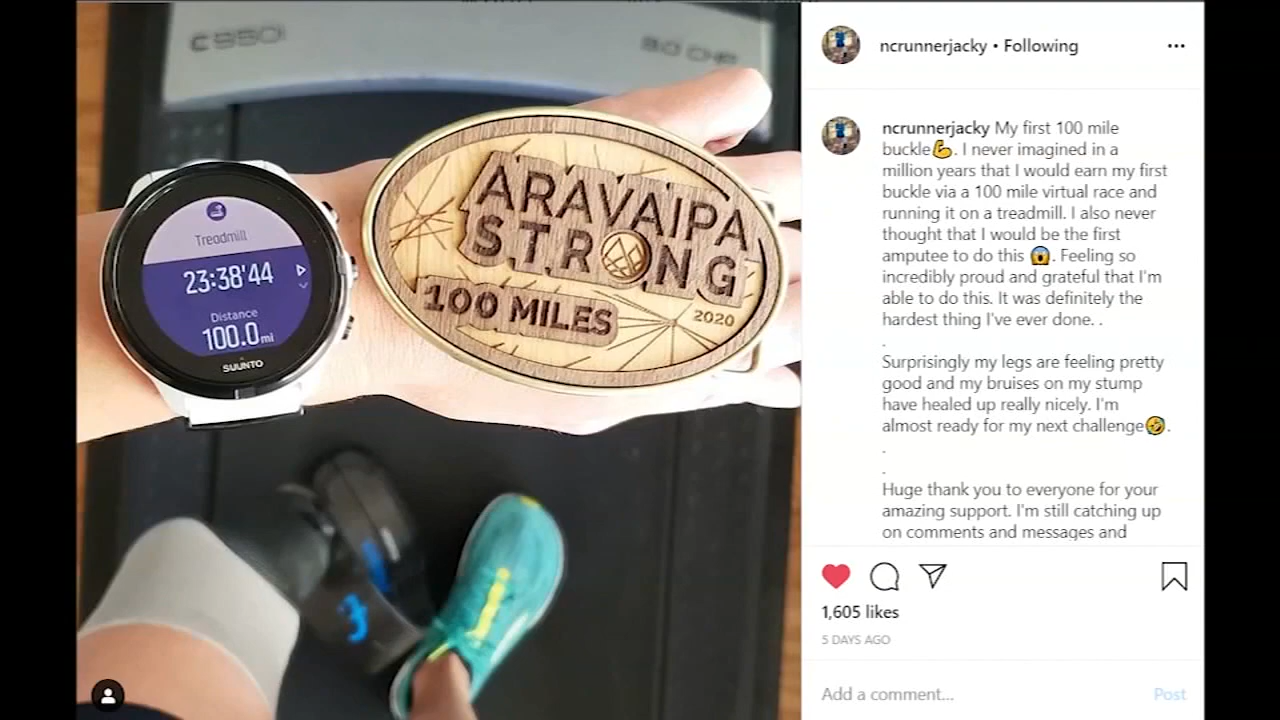 C 950i
Treadmill
23:38'44
Distance
100.0mi
SUUNTO
ARAVAIPA
STRONG
100 MILES
2020
ncrunnerjacky • Following
ncrunnerjacky My first 100 mile
buckle💪. I never imagined in a
million years that I would earn my first
buckle via a 100 mile virtual race and
running it on a treadmill. I also never
thought that I would be the first
amputee to do this 😱. Feeling so
incredibly proud and grateful that I'm
able to do this. It was definitely the
hardest thing I've ever done. .
.
Surprisingly my legs are feeling pretty
good and my bruises on my stump
have healed up really nicely. I'm
almost ready for my next challenge🤣.
.
.
Huge thank you to everyone for your
amazing support. I'm still catching up
on comments and messages and
1,605 likes
5 DAYS AGO
Add a comment...
Post